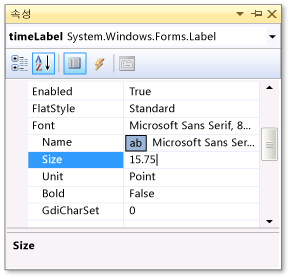 속성
timeLabel System.Windows.Forms.Label
Enabled True
FlatStyle Standard
Font Microsoft Sans Serif, 8...
Name ab Microsoft Sans Ser...
Size 15.75
Unit Point
Bold False
GdiCharSet 0
Size